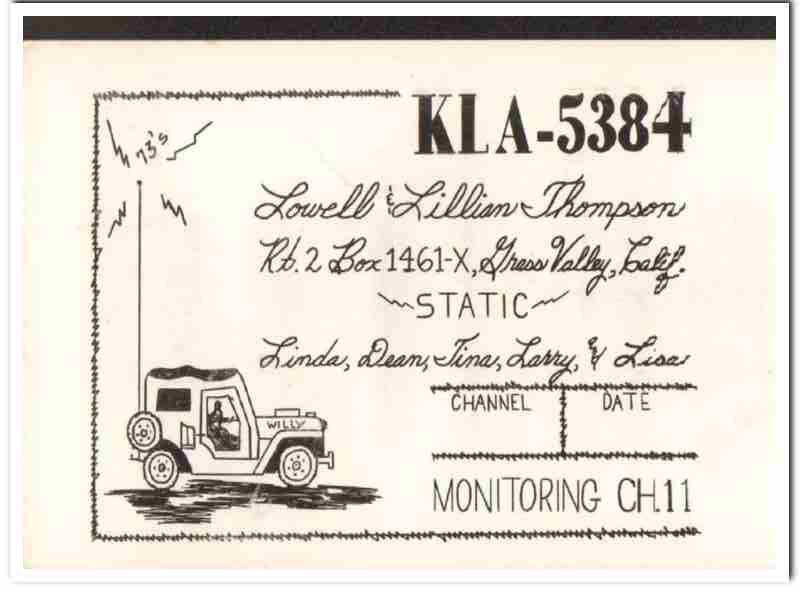 KLA-5384
73's
Lowell & Lillian Thompson
Rt. 2 Box 1461-X, Grass Valley, Calif.
STATIC
Linda, Dean, Tina, Larry, & Lisa
CHANNEL DATE
WILLY
MONITORING CH.11